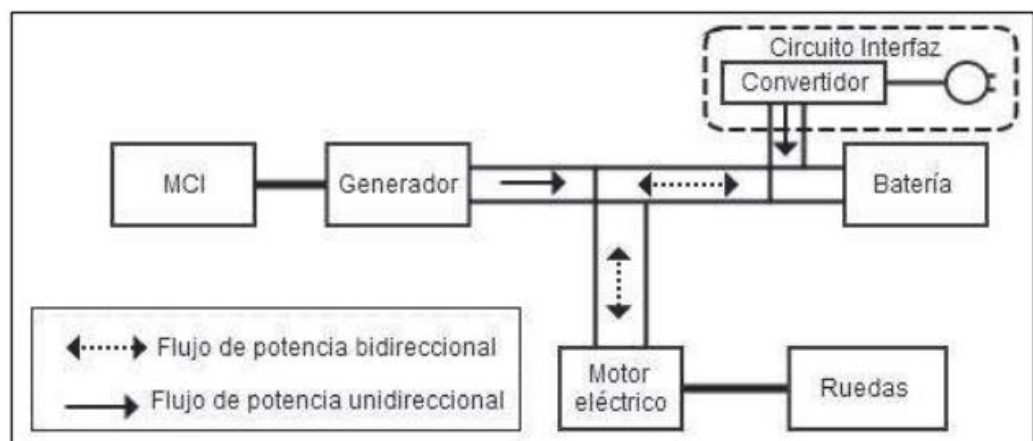 Circuito Interfaz
Convertidor
MCI
Generador
Batería
Flujo de potencia bidireccional
Flujo de potencia unidireccional
Motor
eléctrico
Ruedas